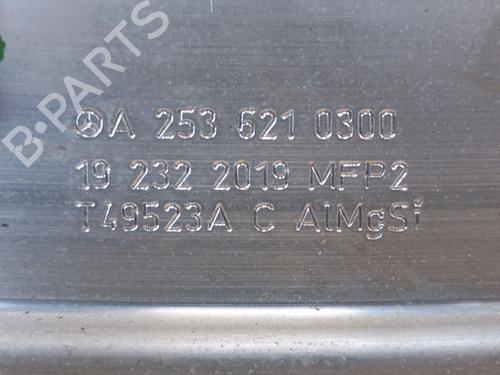 B-PARTS
A 253 621 0300
19 232 2019 MFP2
T49523A C AlMgSi